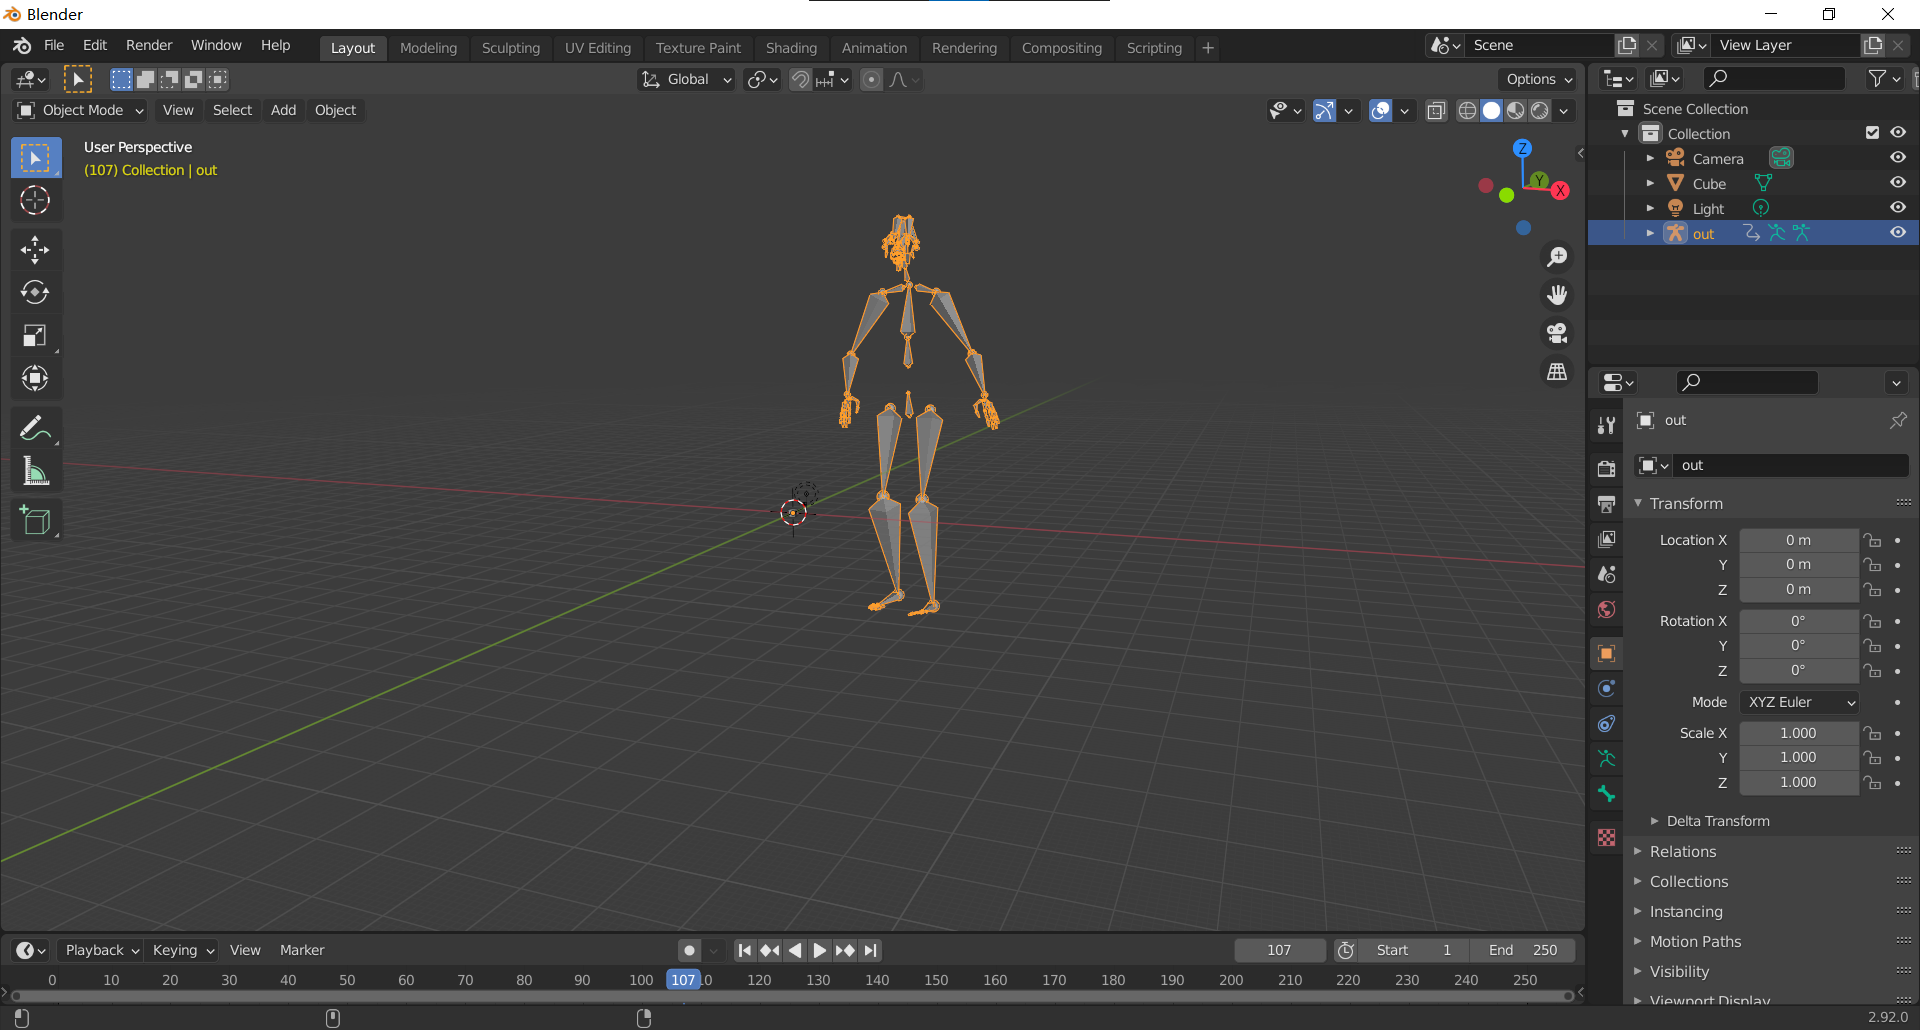 Blender
File Edit Render Window Help Layout Modeling Sculpting UV Editing Texture Paint Shading Animation Rendering Compositing Scripting + Scene View Layer
Global Options
Object Mode View Select Add Object
User Perspective
(107) Collection | out
Z
Y
X
Scene Collection
Collection
Camera
Cube
Light
out
out
out
Transform
Location X 0 m
Y 0 m
Z 0 m
Rotation X 0°
Y 0°
Z 0°
Mode XYZ Euler
Scale X 1.000
Y 1.000
Z 1.000
Delta Transform
Relations
Collections
Instancing
Motion Paths
Visibility
Viewport Display
Playback Keying View Marker 107 Start 1 End 250
0 10 20 30 40 50 60 70 80 90 100 107 120 130 140 150 160 170 180 190 200 210 220 230 240 250
2.92.0